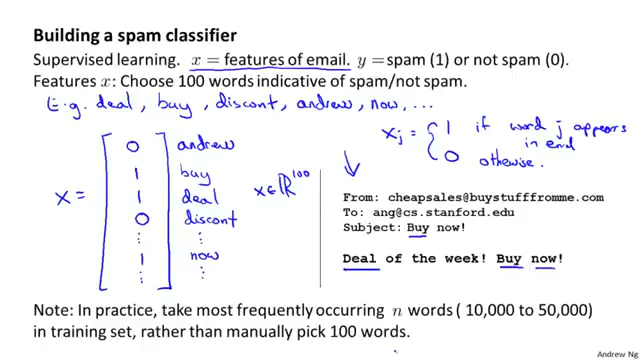 Building a spam classifier
Supervised learning. x = features of email. y = spam (1) or not spam (0).
Features x: Choose 100 words indicative of spam/not spam.
E.g. deal, buy, discont, andrew, now, ...
x = [ 0 andrew
1 buy
1 deal
0 discont
⋮ ⋮
1 now
⋮ ⋮ ]
x ∈ ℝ^100
x_j = { 1 if word j appears
in email
0 otherwise.
From: cheapsales@buystufffromme.com
To: ang@cs.stanford.edu
Subject: Buy now!
Deal of the week! Buy now!
Note: In practice, take most frequently occurring n words ( 10,000 to 50,000)
in training set, rather than manually pick 100 words.
Andrew Ng